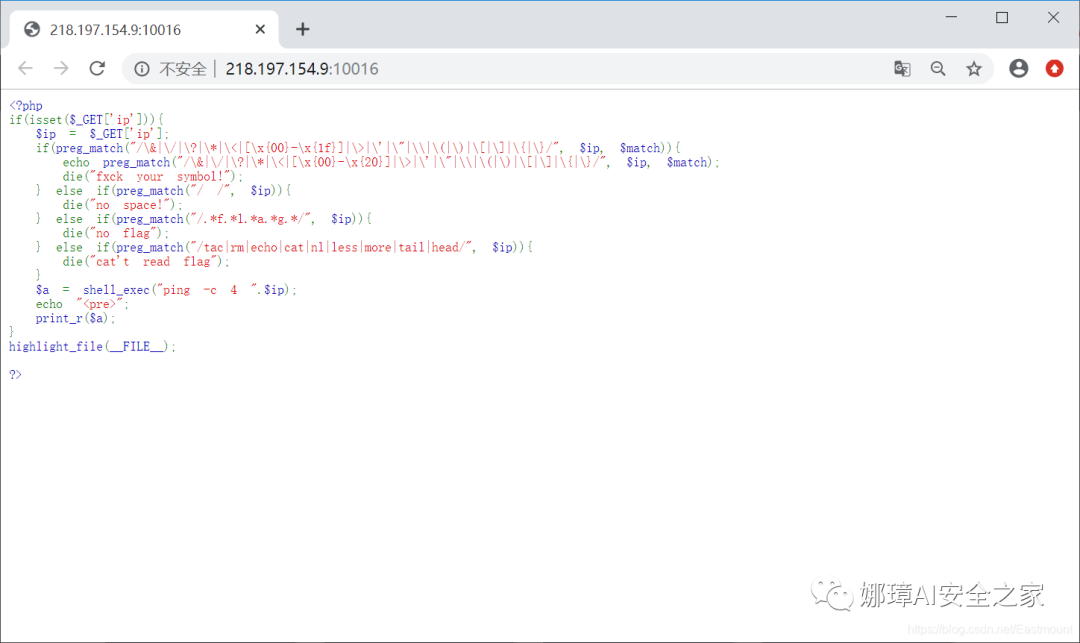 218.197.154.9:10016
不安全 | 218.197.154.9:10016
<?php
if(isset($_GET['ip'])){
    $ip = $_GET['ip'];
    if(preg_match("/\&|\/|\?|\*|\<|[\x{00}-\x{1f}]|\>|\'|\"|\\|\(|\)|\[|\]|\{|\}/", $ip, $match)){
        echo preg_match("/\&|\/|\?|\*|\<|[\x{00}-\x{20}]|\>|\'|\"|\\|\(|\)|\[|\]|\{|\}/", $ip, $match);
        die("fxck your symbol!");
    } else if(preg_match("/ /", $ip)){
        die("no space!");
    } else if(preg_match("/.*f.*l.*a.*g.*/", $ip)){
        die("no flag");
    } else if(preg_match("/tac|rm|echo|cat|nl|less|more|tail|head/", $ip)){
        die("cat't read flag");
    }
    $a = shell_exec("ping -c 4 ".$ip);
    echo "<pre>";
    print_r($a);
}
highlight_file(__FILE__);
?>
娜璋AI安全之家
https://blog.csdn.net/Eastmount